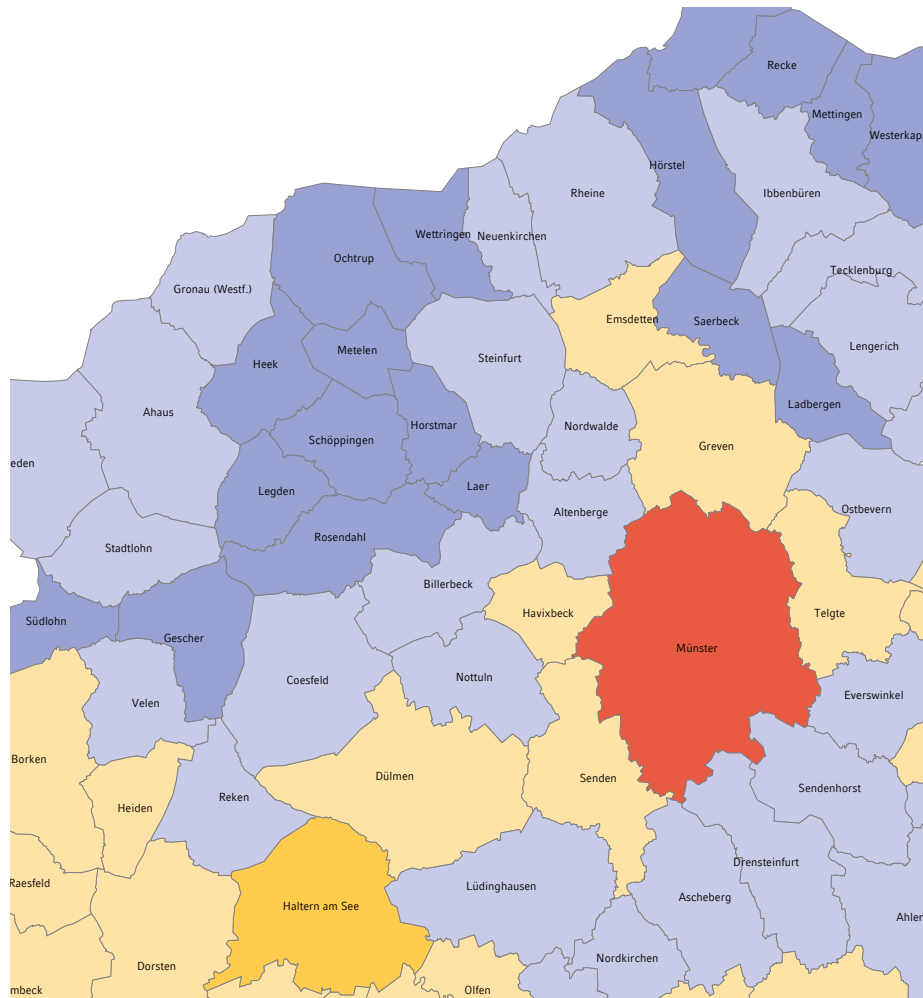 Recke
Mettingen
Westerkap
Hörstel
Rheine
Ibbenbüren
Wettringen
Neuenkirchen
Ochtrup
Tecklenburg
Gronau (Westf.)
Emsdetten
Saerbeck
Lengerich
Metelen
Steinfurt
Heek
Ladbergen
Ahaus
Horstmar
Nordwalde
Schöppingen
Greven
eden
Legden
Laer
Ostbevern
Altenberge
Rosendahl
Stadtlohn
Billerbeck
Havixbeck
Telgte
Südlohn
Gescher
Münster
Nottuln
Coesfeld
Everswinkel
Velen
Borken
Dülmen
Senden
Sendenhorst
Reken
Heiden
Drensteinfurt
Raesfeld
Lüdinghausen
Ascheberg
Haltern am See
Ahlen
Nordkirchen
Dorsten
mbeck
Olfen